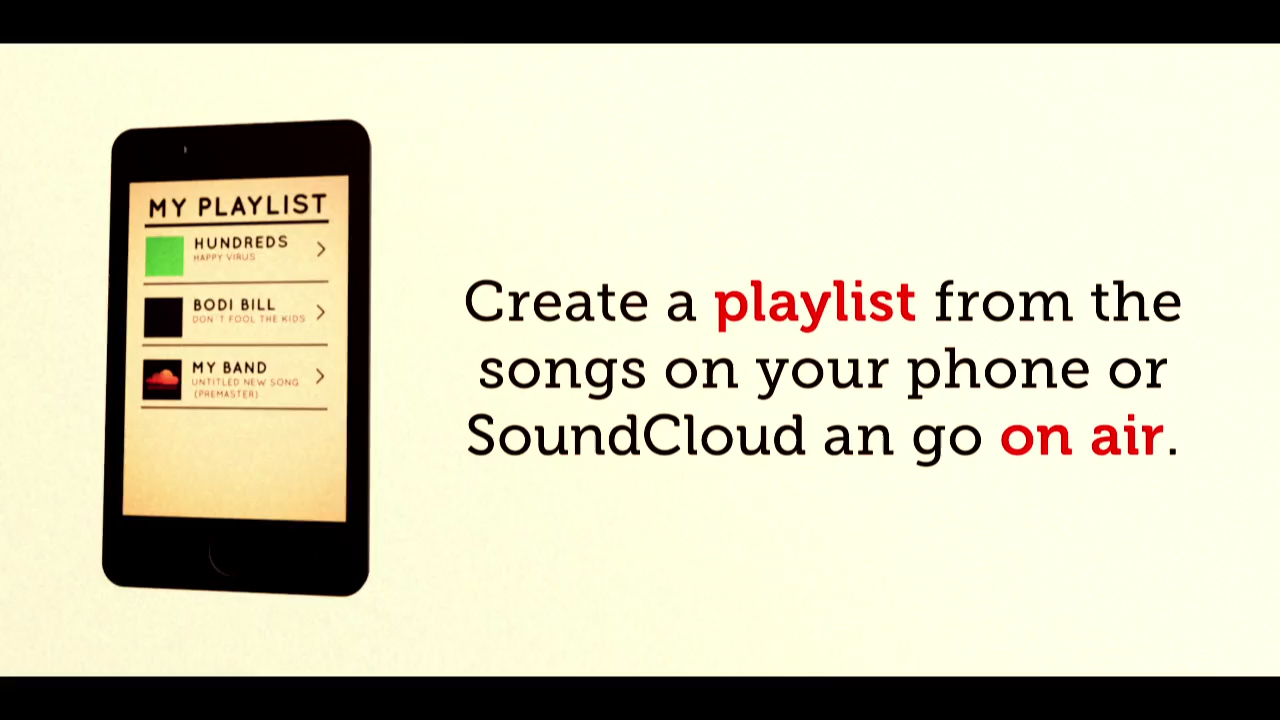 MY PLAYLIST
HUNDREDS
HAPPY VIRUS
BODI BILL
DON´T FOOL THE KIDS
MY BAND
UNTITLED NEW SONG
(PREMASTER)
Create a playlist from the
songs on your phone or
SoundCloud an go on air.